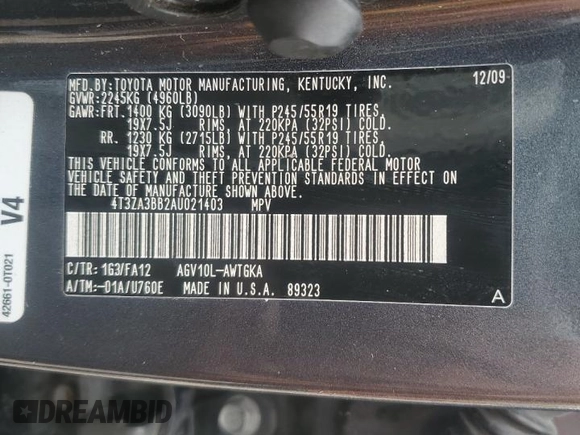 MFD.BY:TOYOTA MOTOR MANUFACTURING, KENTUCKY, INC. 12/09
GVWR:2245KG (4960LB)
GAWR:FRT.1400 KG (3090LB) WITH P245/55R19 TIRES
19X7.5J RIMS AT 220KPA (32PSI) COLD.
RR. 1230 KG (2715LB) WITH P245/55R19 TIRES
19X7.5J RIMS, AT 220KPA (32PSI) COLD.
THIS VEHICLE CONFORMS TO ALL APPLICABLE FEDERAL MOTOR
VEHICLE SAFETY AND THEFT PREVENTION STANDARDS IN EFFECT ON
THE DATE OF MANUFACTURE SHOWN ABOVE.
4T3ZA3BB2AU021403 MPV
C/TR: 1G3/FA12 AGV10L-AWTGKA
A/TM:-01A/U760E MADE IN U.S.A. 89323
A
V4
42661-0T021
DREAMBID